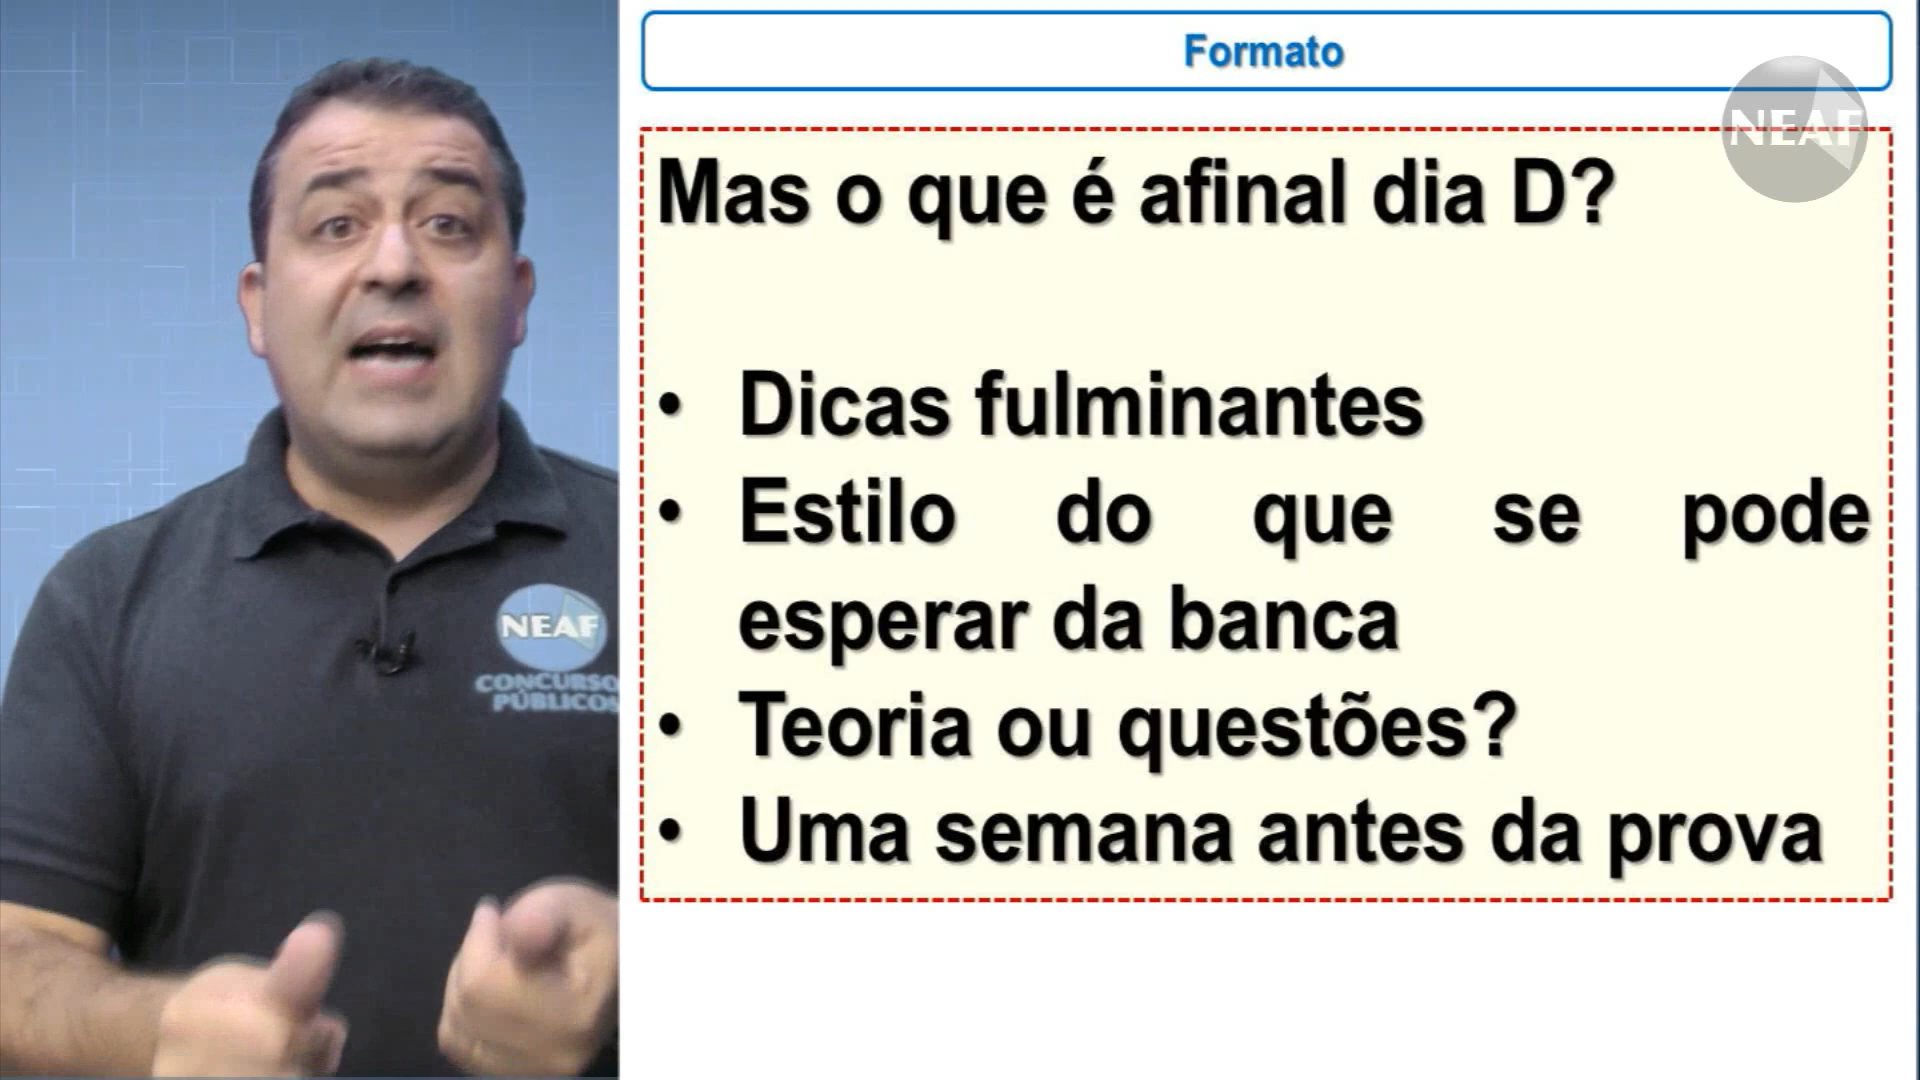 Formato
NEAF
Mas o que é afinal dia D?
• Dicas fulminantes
• Estilo do que se pode
esperar da banca
• Teoria ou questões?
• Uma semana antes da prova
NEAF
CONCURSO
PÚBLICOS